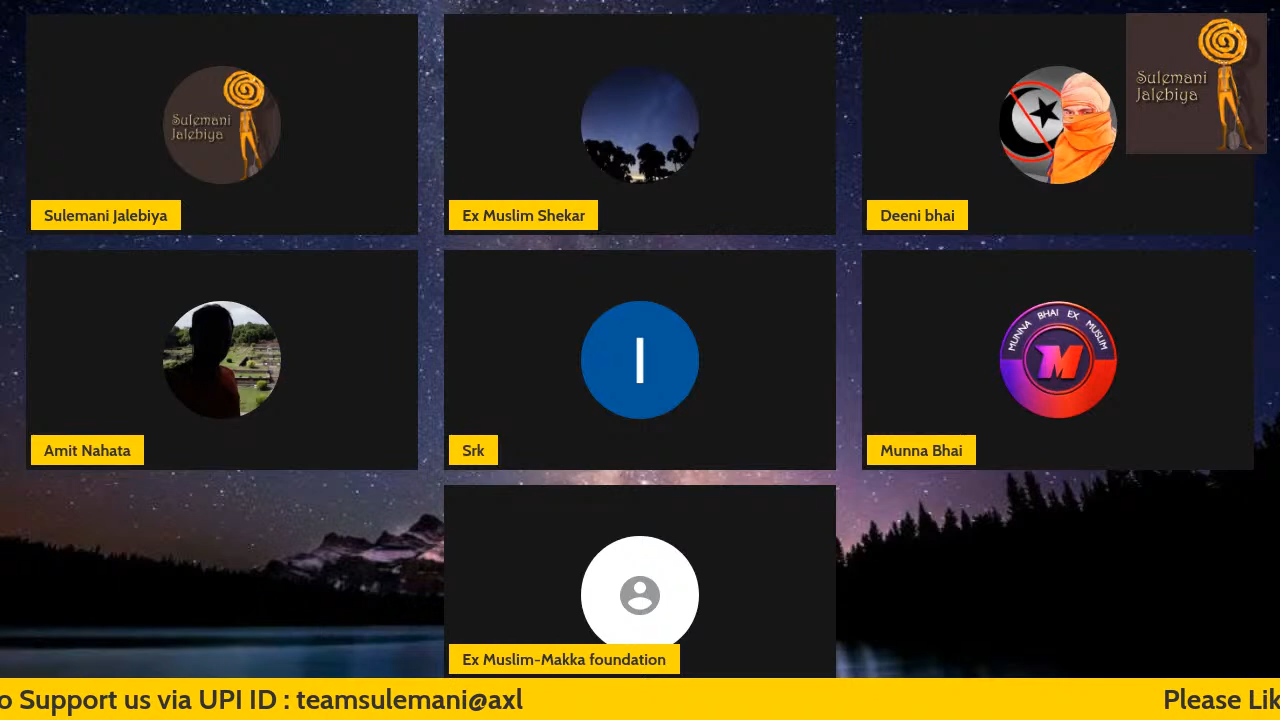 Sulemani
Jalebiya
Sulemani Jalebiya
Ex Muslim Shekar
Deeni bhai
Sulemani
Jalebiya
Amit Nahata
I
Srk
MUNNA BHAI EX MUSLIM
M
Munna Bhai
Ex Muslim-Makka foundation
o Support us via UPI ID : teamsulemani@axl
Please Lik